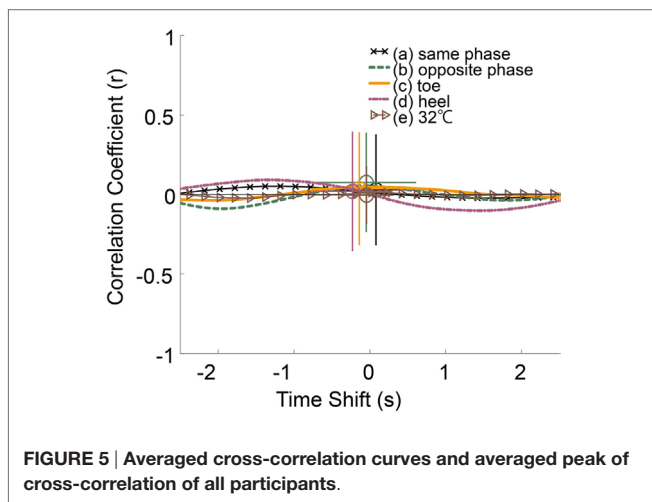 1
(a) same phase
(b) opposite phase
(c) toe
(d) heel
(e) 32℃
0.5
0
-0.5
-1
Correlation Coefficient (r)
-2 -1 0 1 2
Time Shift (s)
FIGURE 5 | Averaged cross-correlation curves and averaged peak of
cross-correlation of all participants.